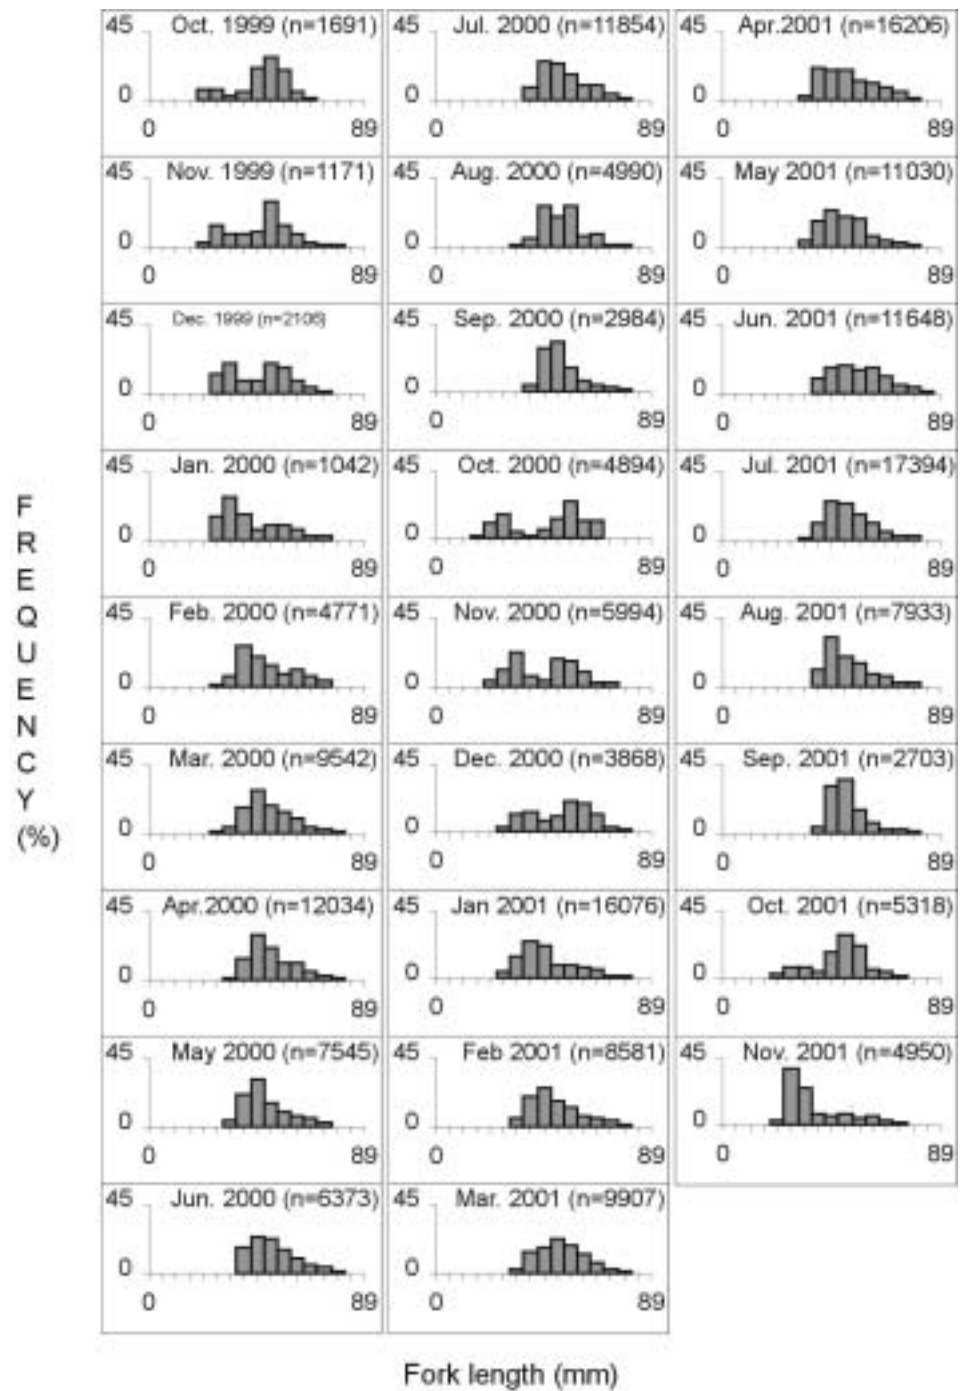 45 Oct. 1999 (n=1691)
0
0 89
45 Nov. 1999 (n=1171)
0
0 89
45 Dec. 1999 (n=2106)
0
0 89
45 Jan. 2000 (n=1042)
0
0 89
45 Feb. 2000 (n=4771)
0
0 89
45 Mar. 2000 (n=9542)
0
0 89
45 Apr.2000 (n=12034)
0
0 89
45 May 2000 (n=7545)
0
0 89
45 Jun. 2000 (n=6373)
0
0 89
45 Jul. 2000 (n=11854)
0
0 89
45 Aug. 2000 (n=4990)
0
0 89
45 Sep. 2000 (n=2984)
0
0 89
45 Oct. 2000 (n=4894)
0
0 89
45 Nov. 2000 (n=5994)
0
0 89
45 Dec. 2000 (n=3868)
0
0 89
45 Jan 2001 (n=16076)
0
0 89
45 Feb 2001 (n=8581)
0
0 89
45 Mar. 2001 (n=9907)
0
0 89
45 Apr.2001 (n=16206)
0
0 89
45 May 2001 (n=11030)
0
0 89
45 Jun. 2001 (n=11648)
0
0 89
45 Jul. 2001 (n=17394)
0
0 89
45 Aug. 2001 (n=7933)
0
0 89
45 Sep. 2001 (n=2703)
0
0 89
45 Oct. 2001 (n=5318)
0
0 89
45 Nov. 2001 (n=4950)
0
0 89
F
R
E
Q
U
E
N
C
Y
(%)
Fork length (mm)